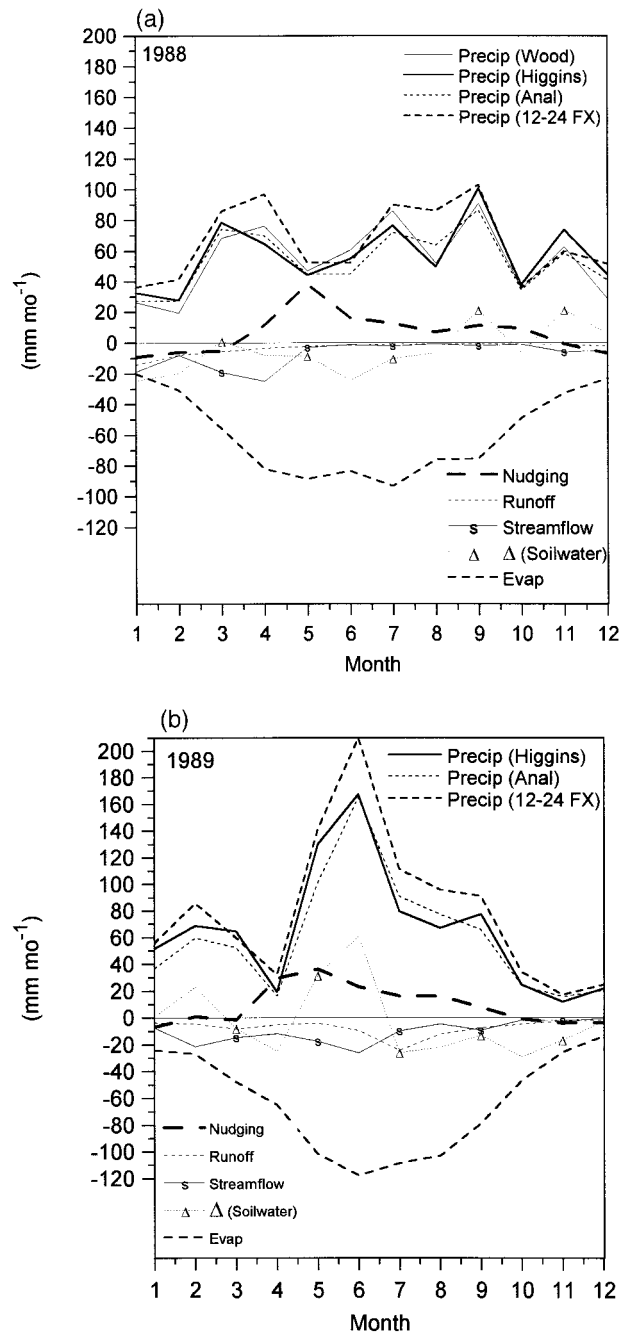 (a)
1988
Precip (Wood)
Precip (Higgins)
Precip (Anal)
Precip (12-24 FX)
200
180
160
140
120
100
80
60
40
20
0
-20
-40
-60
-80
-100
-120
(mm mo⁻¹)
Nudging
Runoff
s Streamflow
Δ Δ (Soilwater)
Evap
1 2 3 4 5 6 7 8 9 10 11 12
Month
(b)
1989
Precip (Higgins)
Precip (Anal)
Precip (12-24 FX)
200
180
160
140
120
100
80
60
40
20
0
-20
-40
-60
-80
-100
-120
(mm mo⁻¹)
Nudging
Runoff
s Streamflow
Δ Δ (Soilwater)
Evap
1 2 3 4 5 6 7 8 9 10 11 12
Month